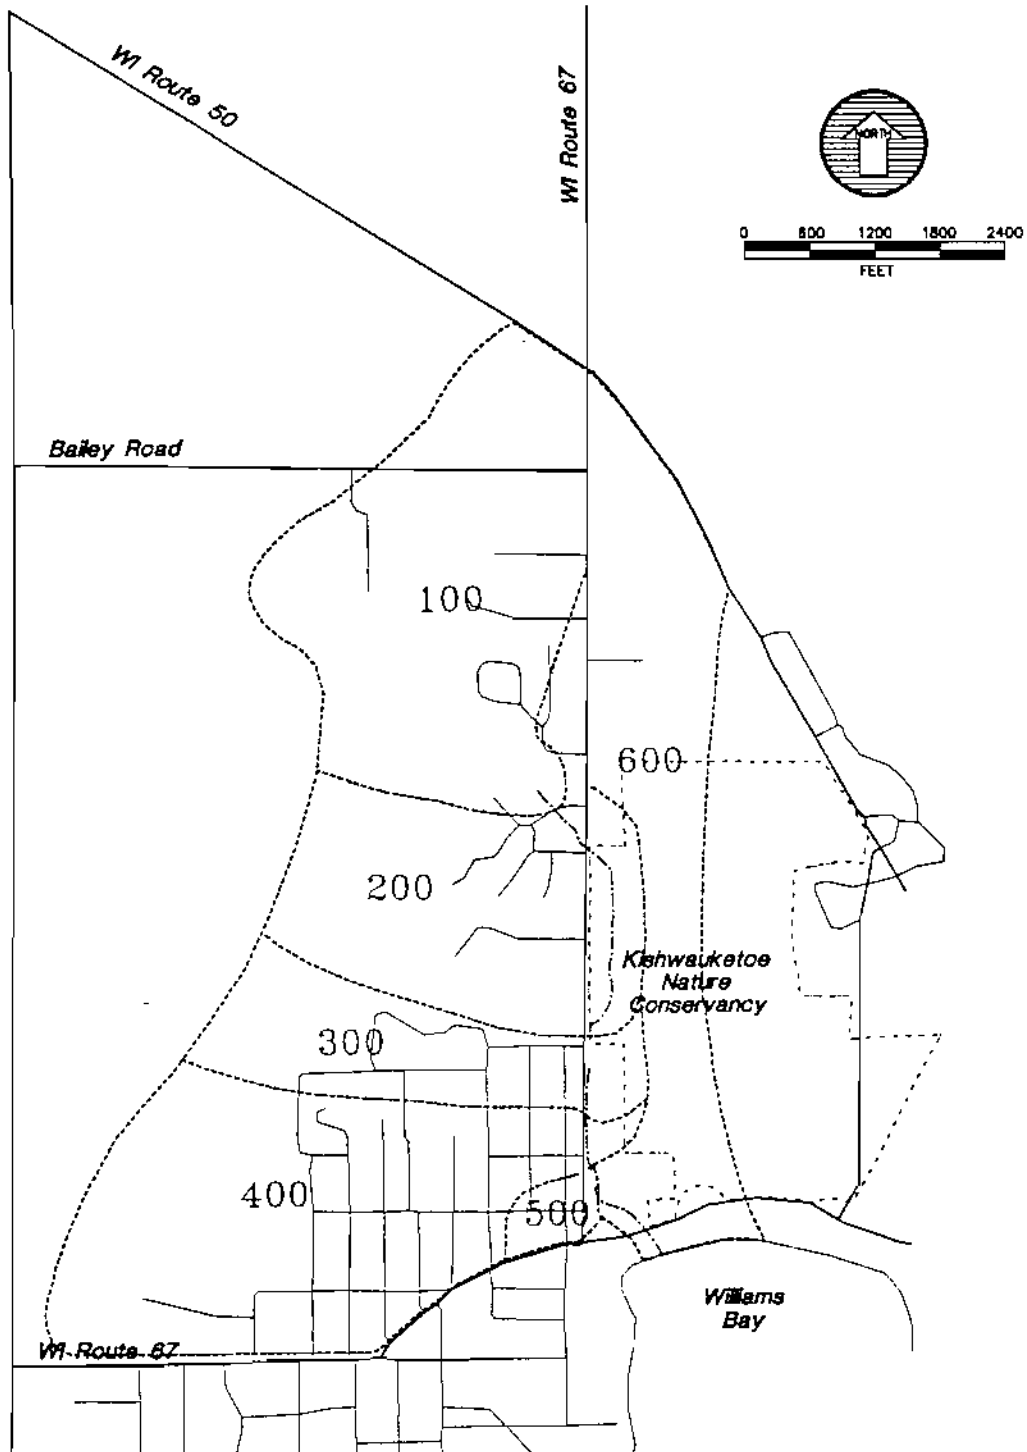 WI Route 50
WI Route 67
NORTH
0 600 1200 1800 2400
FEET
Bailey Road
100
600
200
Kishwauketoe
Nature
Conservancy
300
400
500
Williams
Bay
WI Route 67